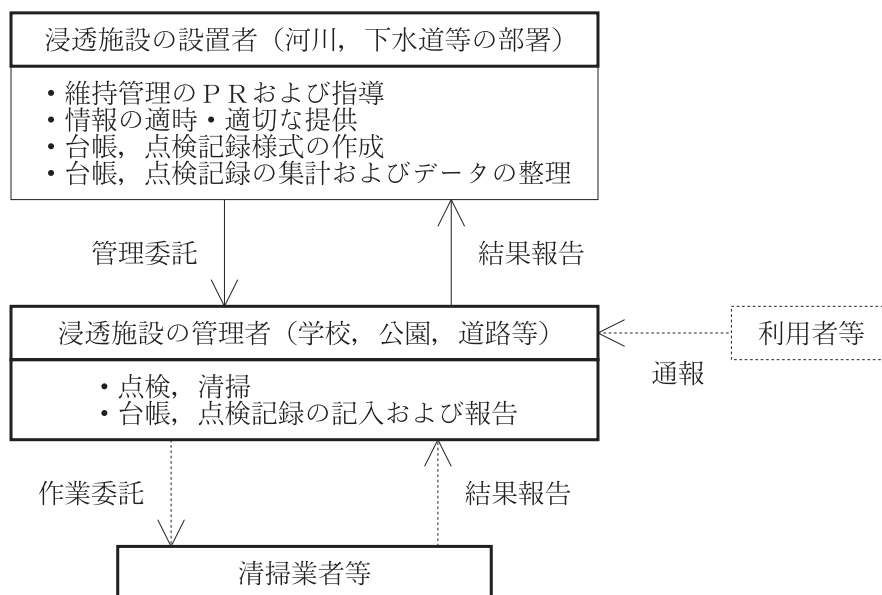 浸透施設の設置者（河川，下水道等の部署）
・維持管理のＰＲおよび指導
・情報の適時・適切な提供
・台帳，点検記録様式の作成
・台帳，点検記録の集計およびデータの整理
管理委託
結果報告
浸透施設の管理者（学校，公園，道路等）
利用者等
通報
・点検，清掃
・台帳，点検記録の記入および報告
作業委託
結果報告
清掃業者等